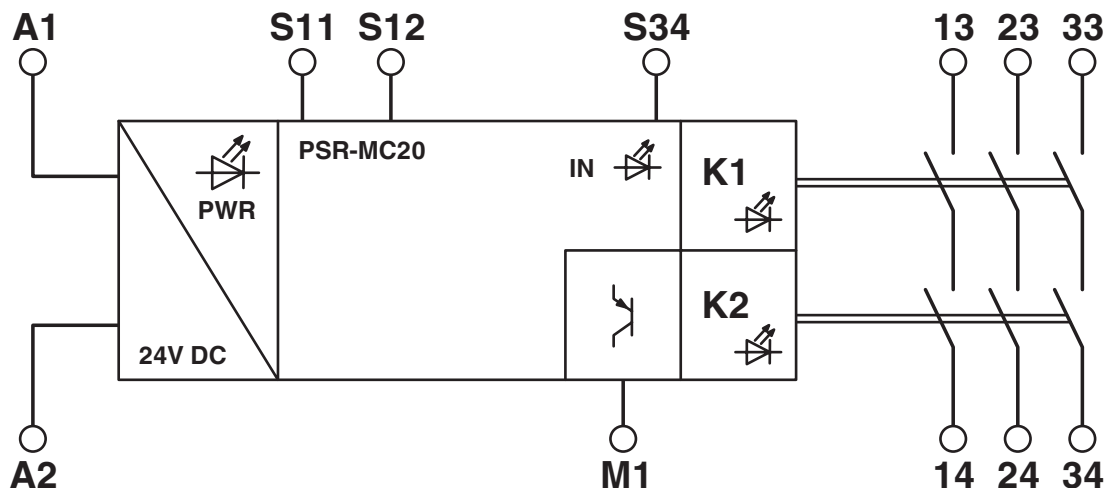 A1 S11 S12 S34 13 23 33
PSR-MC20
IN
K1
PWR
K2
24V DC
A2 M1 14 24 34